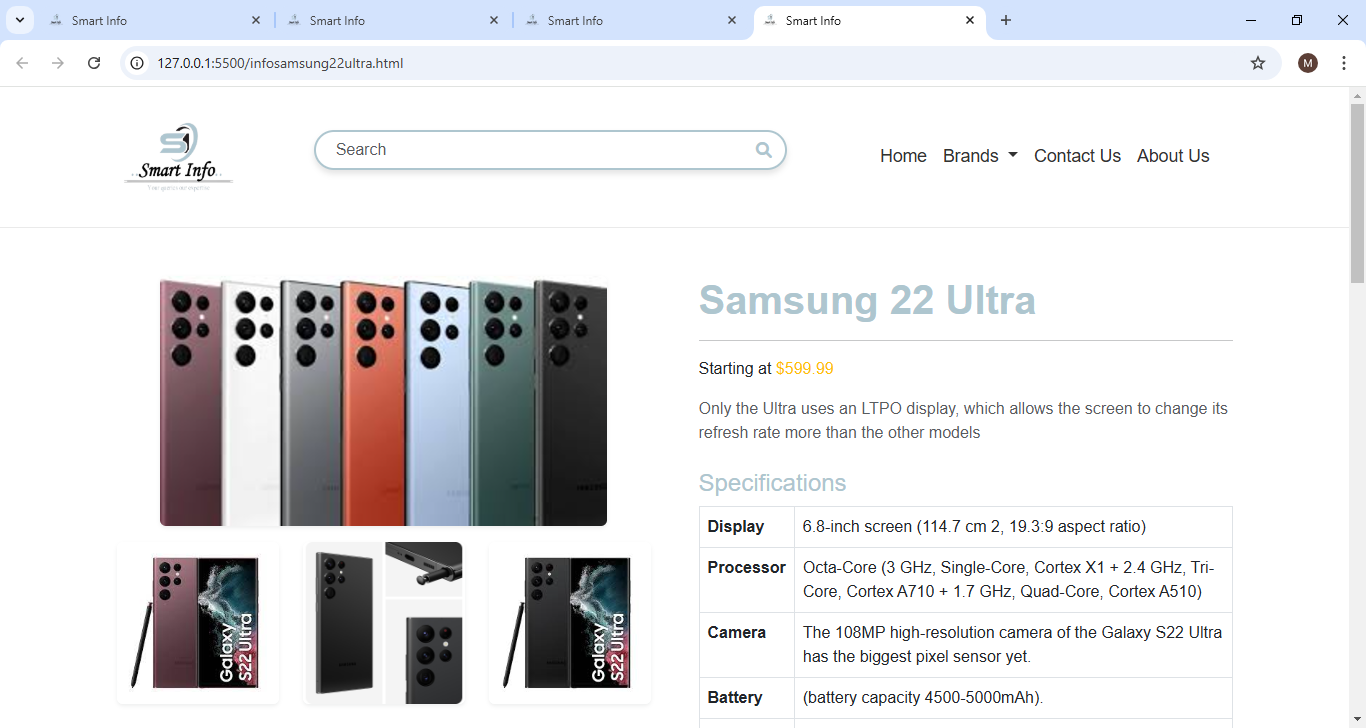 Smart Info
Smart Info
Smart Info
Smart Info
127.0.0.1:5500/infosamsung22ultra.html
M
Smart Info
Search
Home Brands Contact Us About Us
Samsung 22 Ultra
Starting at $599.99
Only the Ultra uses an LTPO display, which allows the screen to change its
refresh rate more than the other models
Specifications
Display 6.8-inch screen (114.7 cm 2, 19.3:9 aspect ratio)
Processor Octa-Core (3 GHz, Single-Core, Cortex X1 + 2.4 GHz, Tri-
Core, Cortex A710 + 1.7 GHz, Quad-Core, Cortex A510)
Camera The 108MP high-resolution camera of the Galaxy S22 Ultra
has the biggest pixel sensor yet.
Battery (battery capacity 4500-5000mAh).
Galaxy
S22 Ultra
Galaxy
S22 Ultra